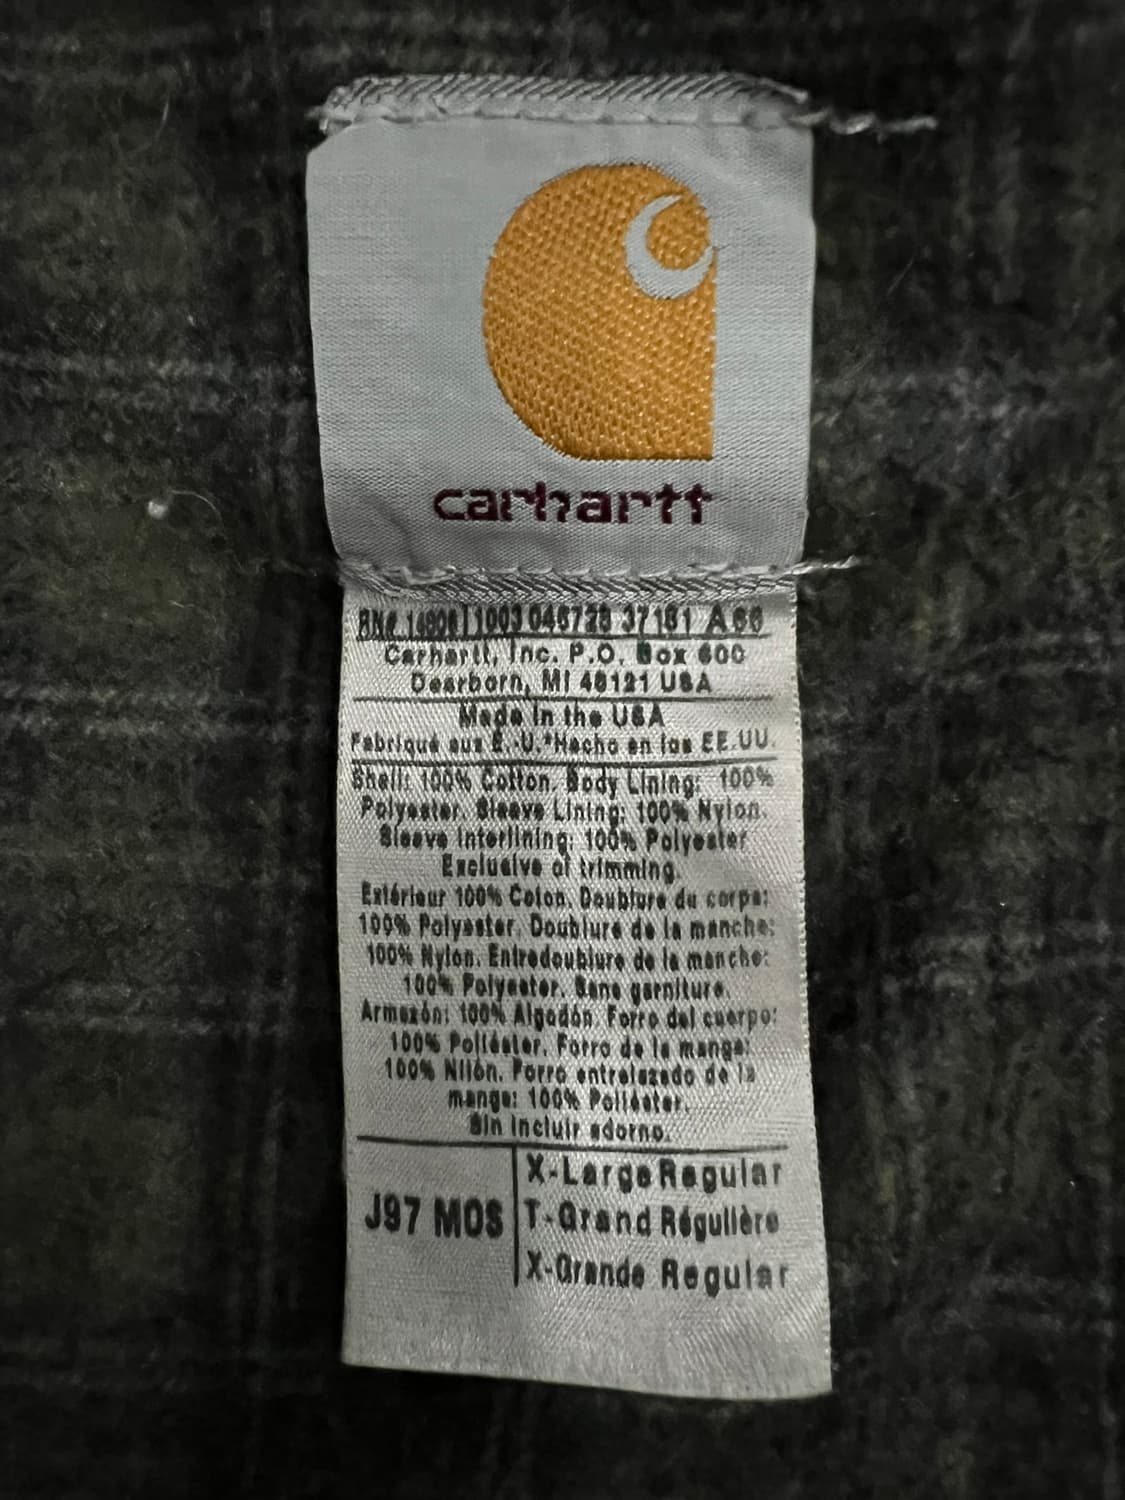 carhartt
RN# 14806 1003 046728 37181 A66
Carhartt, Inc. P.O. Box 600
Dearborn, MI 48121 USA
Made in the USA
Fabriqué aux É.-U.*Hecho en los EE.UU.
Shell: 100% Cotton. Body Lining: 100%
Polyester. Sleeve Lining: 100% Nylon.
Sleeve Interlining: 100% Polyester
Exclusive of trimming.
Extérieur 100% Coton. Doublure du corps:
100% Polyester. Doublure de la manche:
100% Nylon. Entredoublure de la manche:
100% Polyester. Sans garniture.
Armazón: 100% Algodón. Forro del cuerpo:
100% Poliéster. Forro de la manga:
100% Nilón. Forro entrelazado de la
manga: 100% Poliéster.
Sin incluir adorno.
J97 MOS
X-Large Regular
T-Grand Régulière
X-Grande Regular